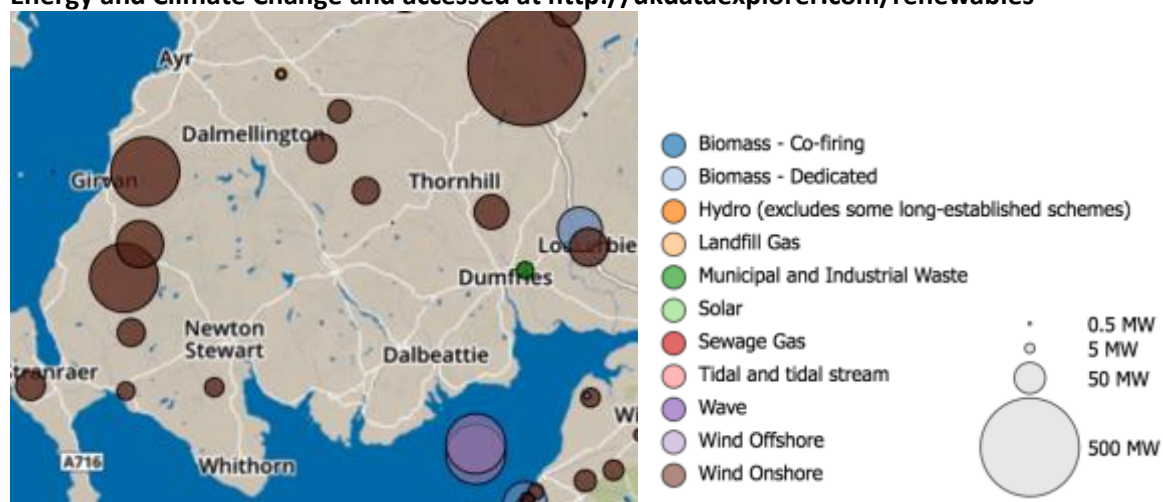 Energy and Climate Change and accessed at http://ukdataexplorer.com/renewables
Ayr
Dalmellington
Girvan
Thornhill
Dumfries
Newton
Stewart
Dalbeattie
Stranraer
A716
Whithorn
Wi
Biomass - Co-firing
Biomass - Dedicated
Hydro (excludes some long-established schemes)
Landfill Gas
Municipal and Industrial Waste
Solar
Sewage Gas
Tidal and tidal stream
Wave
Wind Offshore
Wind Onshore
0.5 MW
5 MW
50 MW
500 MW